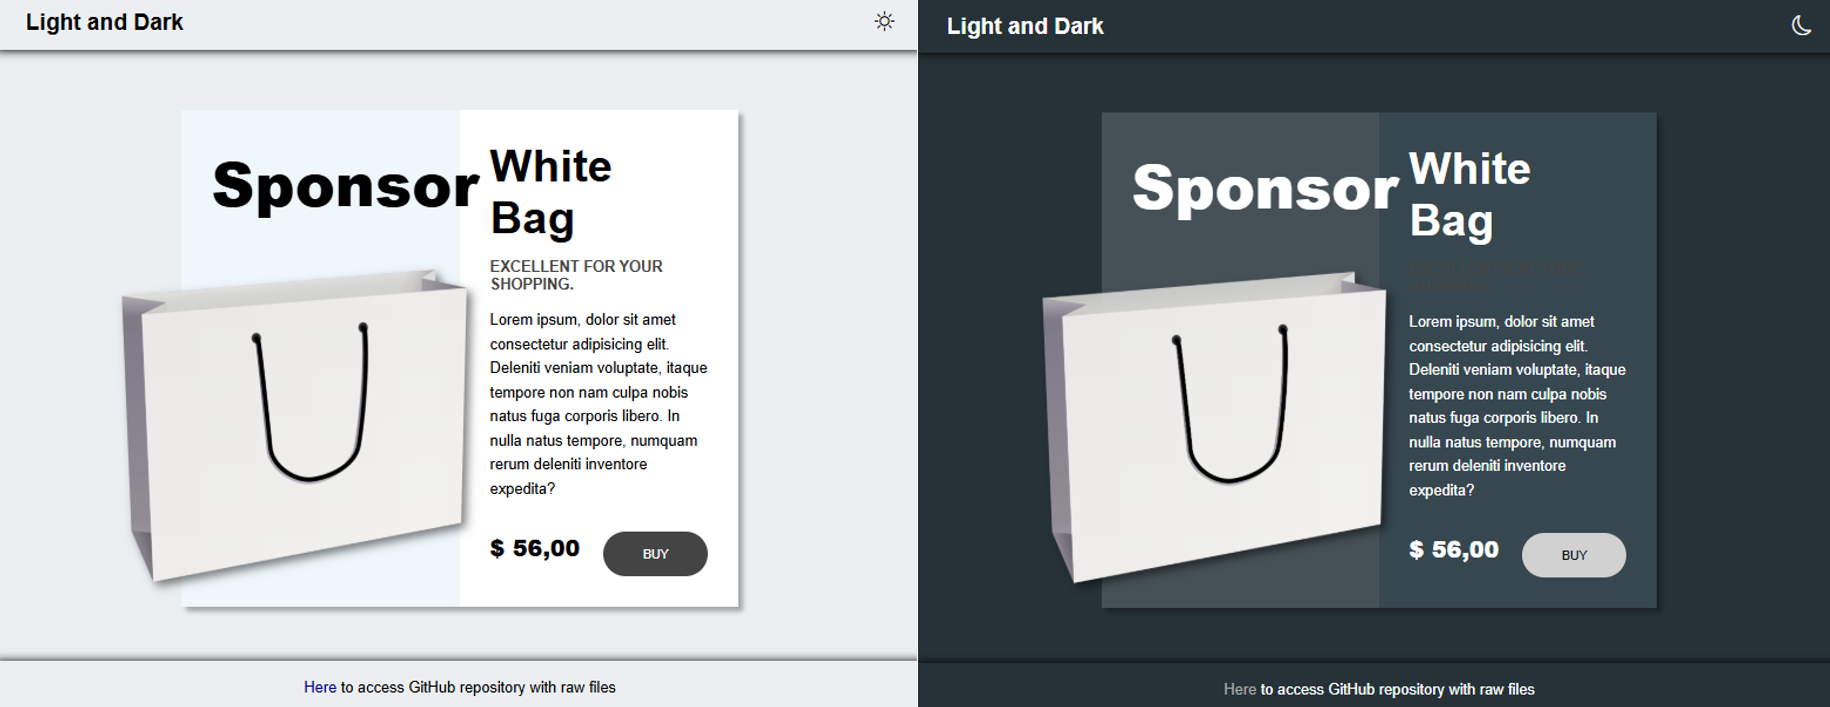 Light and Dark
Sponsor
White
Bag
EXCELLENT FOR YOUR
SHOPPING.
Lorem ipsum, dolor sit amet
consectetur adipisicing elit.
Deleniti veniam voluptate, itaque
tempore non nam culpa nobis
natus fuga corporis libero. In
nulla natus tempore, numquam
rerum deleniti inventore
expedita?
$ 56,00
BUY
Here to access GitHub repository with raw files
Light and Dark
Sponsor
White
Bag
EXCELLENT FOR YOUR
SHOPPING.
Lorem ipsum, dolor sit amet
consectetur adipisicing elit.
Deleniti veniam voluptate, itaque
tempore non nam culpa nobis
natus fuga corporis libero. In
nulla natus tempore, numquam
rerum deleniti inventore
expedita?
$ 56,00
BUY
Here to access GitHub repository with raw files